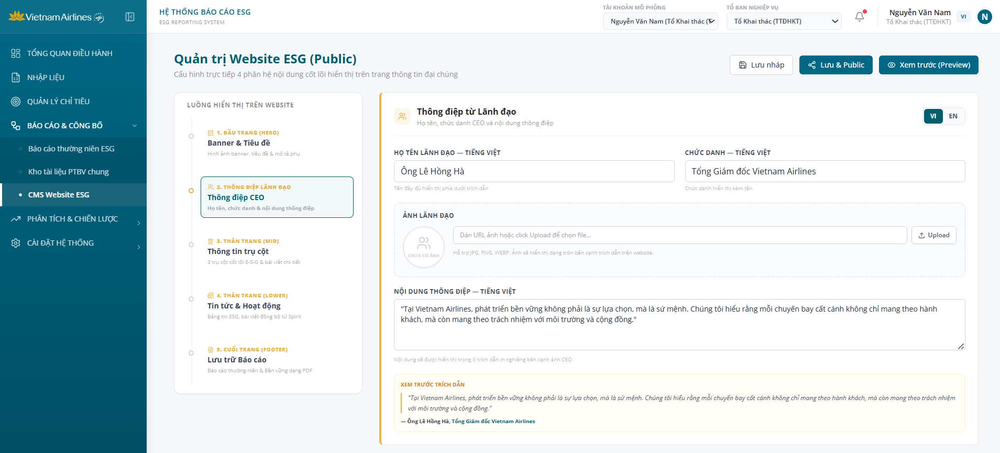 Vietnam Airlines
HỆ THỐNG BÁO CÁO ESG
ESG REPORTING SYSTEM
TÀI KHOẢN MÔ PHỎNG
Nguyễn Văn Nam (Tổ Khai thác (T
TỔ BAN NGHIỆP VỤ
Tổ Khai thác (TTĐHKT)
Nguyễn Văn Nam
Tổ Khai thác (TTĐHKT)
VI
N
TỔNG QUAN ĐIỀU HÀNH
NHẬP LIỆU
QUẢN LÝ CHỈ TIÊU
BÁO CÁO & CÔNG BỐ
Báo cáo thường niên ESG
Kho tài liệu PTBV chung
CMS Website ESG
PHÂN TÍCH & CHIẾN LƯỢC
CÀI ĐẶT HỆ THỐNG
Quản trị Website ESG (Public)
Cấu hình trực tiếp 4 phân hệ nội dung cốt lõi hiển thị trên trang thông tin đại chúng
Lưu nháp
Lưu & Public
Xem trước (Preview)
LUỒNG HIỂN THỊ TRÊN WEBSITE
1. ĐẦU TRANG (HERO)
Banner & Tiêu đề
Hình ảnh banner, tiêu đề & mô tả phụ
2. THÔNG ĐIỆP LÃNH ĐẠO
Thông điệp CEO
Họ tên, chức danh & nội dung thông điệp
3. THÂN TRANG (MID)
Thông tin trụ cột
3 trụ cột cốt lõi E-S-G & bài viết chi tiết
4. THÂN TRANG (LOWER)
Tin tức & Hoạt động
Bảng tin ESG, bài viết đồng bộ từ Spirit
5. CUỐI TRANG (FOOTER)
Lưu trữ Báo cáo
Báo cáo thường niên & Bền vững dạng PDF
Thông điệp từ Lãnh đạo
Họ tên, chức danh CEO và nội dung thông điệp
VI
EN
HỌ TÊN LÃNH ĐẠO — TIẾNG VIỆT
Ông Lê Hồng Hà
Tên đầy đủ hiển thị phía dưới trích dẫn
CHỨC DANH — TIẾNG VIỆT
Tổng Giám đốc Vietnam Airlines
Chức danh hiển thị kèm tên
ẢNH LÃNH ĐẠO
CHƯA CÓ ẢNH
Dán URL ảnh hoặc click Upload để chọn file...
Upload
Hỗ trợ JPG, PNG, WEBP. Ảnh sẽ hiển thị dạng tròn bên cạnh trích dẫn trên website.
NỘI DUNG THÔNG ĐIỆP — TIẾNG VIỆT
"Tại Vietnam Airlines, phát triển bền vững không phải là sự lựa chọn, mà là sứ mệnh. Chúng tôi hiểu rằng mỗi chuyến bay cất cánh không chỉ mang theo hành
khách, mà còn mang theo trách nhiệm với môi trường và cộng đồng."
Nội dung sẽ được hiển thị trong ô trích dẫn in nghiêng bên cạnh ảnh CEO
XEM TRƯỚC TRÍCH DẪN
"Tại Vietnam Airlines, phát triển bền vững không phải là sự lựa chọn, mà là sứ mệnh. Chúng tôi hiểu rằng mỗi chuyến bay cất cánh không chỉ mang theo hành khách, mà còn mang theo trách nhiệm
với môi trường và cộng đồng."
— Ông Lê Hồng Hà, Tổng Giám đốc Vietnam Airlines